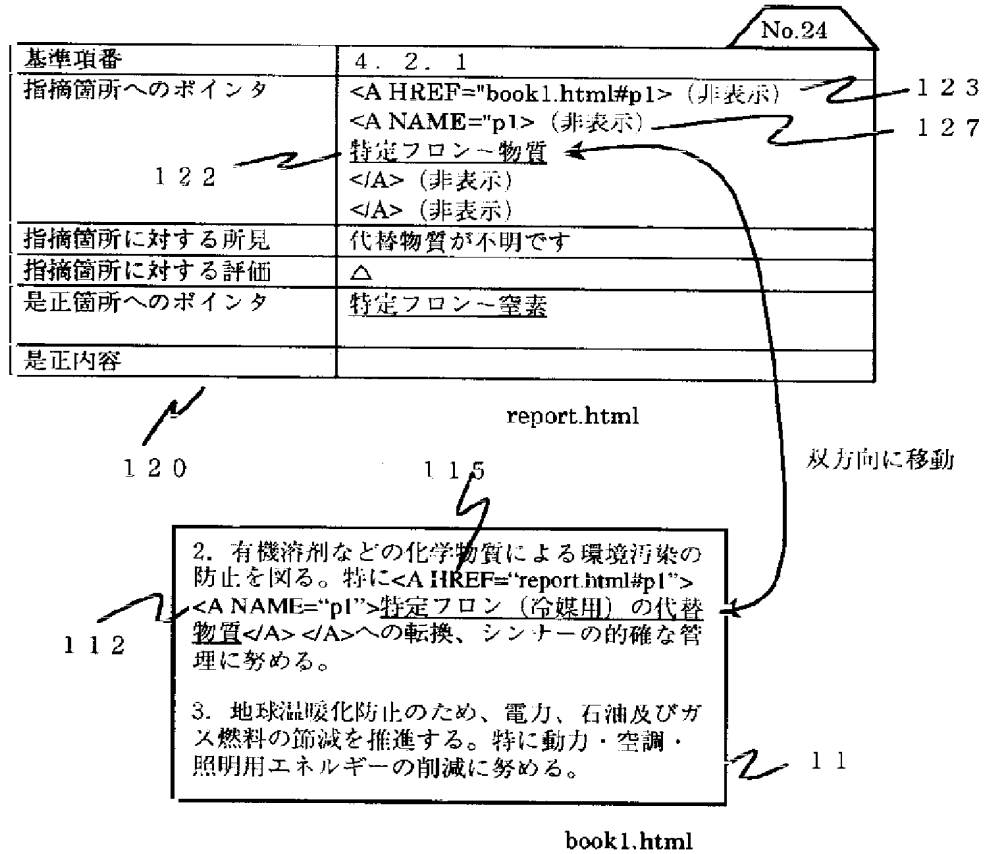 No.24
基準項番 4．2．1
指摘箇所へのポインタ <A HREF="book1.html#p1>（非表示） 123
<A NAME="p1>（非表示） 127
122 特定フロン～物質
</A>（非表示）
</A>（非表示）
指摘箇所に対する所見 代替物質が不明です
指摘箇所に対する評価 △
是正箇所へのポインタ 特定フロン～窒素
是正内容
report.html
120 115 双方向に移動
2. 有機溶剤などの化学物質による環境汚染の
防止を図る。特に<A HREF="report.html#p1">
<A NAME="p1">特定フロン（冷媒用）の代替
112 物質</A> </A>への転換、シンナーの的確な管
理に努める。
3. 地球温暖化防止のため、電力、石油及びガ
ス燃料の節減を推進する。特に動力・空調・
照明用エネルギーの削減に努める。 11
book1.html